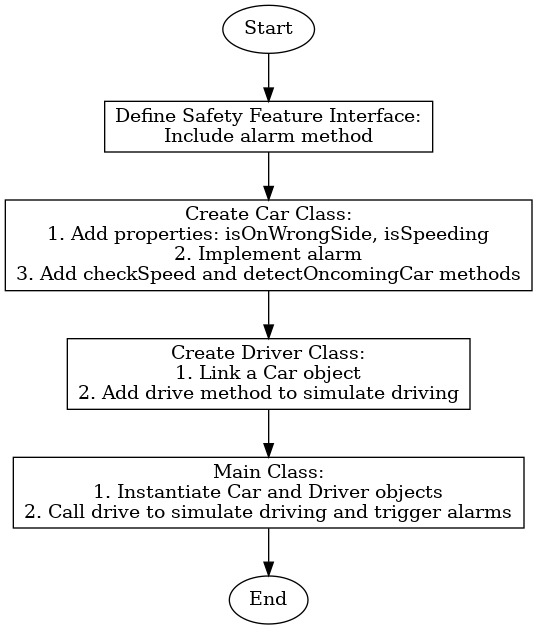 Start
Define Safety Feature Interface:
Include alarm method
Create Car Class:
1. Add properties: isOnWrongSide, isSpeeding
2. Implement alarm
3. Add checkSpeed and detectOncomingCar methods
Create Driver Class:
1. Link a Car object
2. Add drive method to simulate driving
Main Class:
1. Instantiate Car and Driver objects
2. Call drive to simulate driving and trigger alarms
End